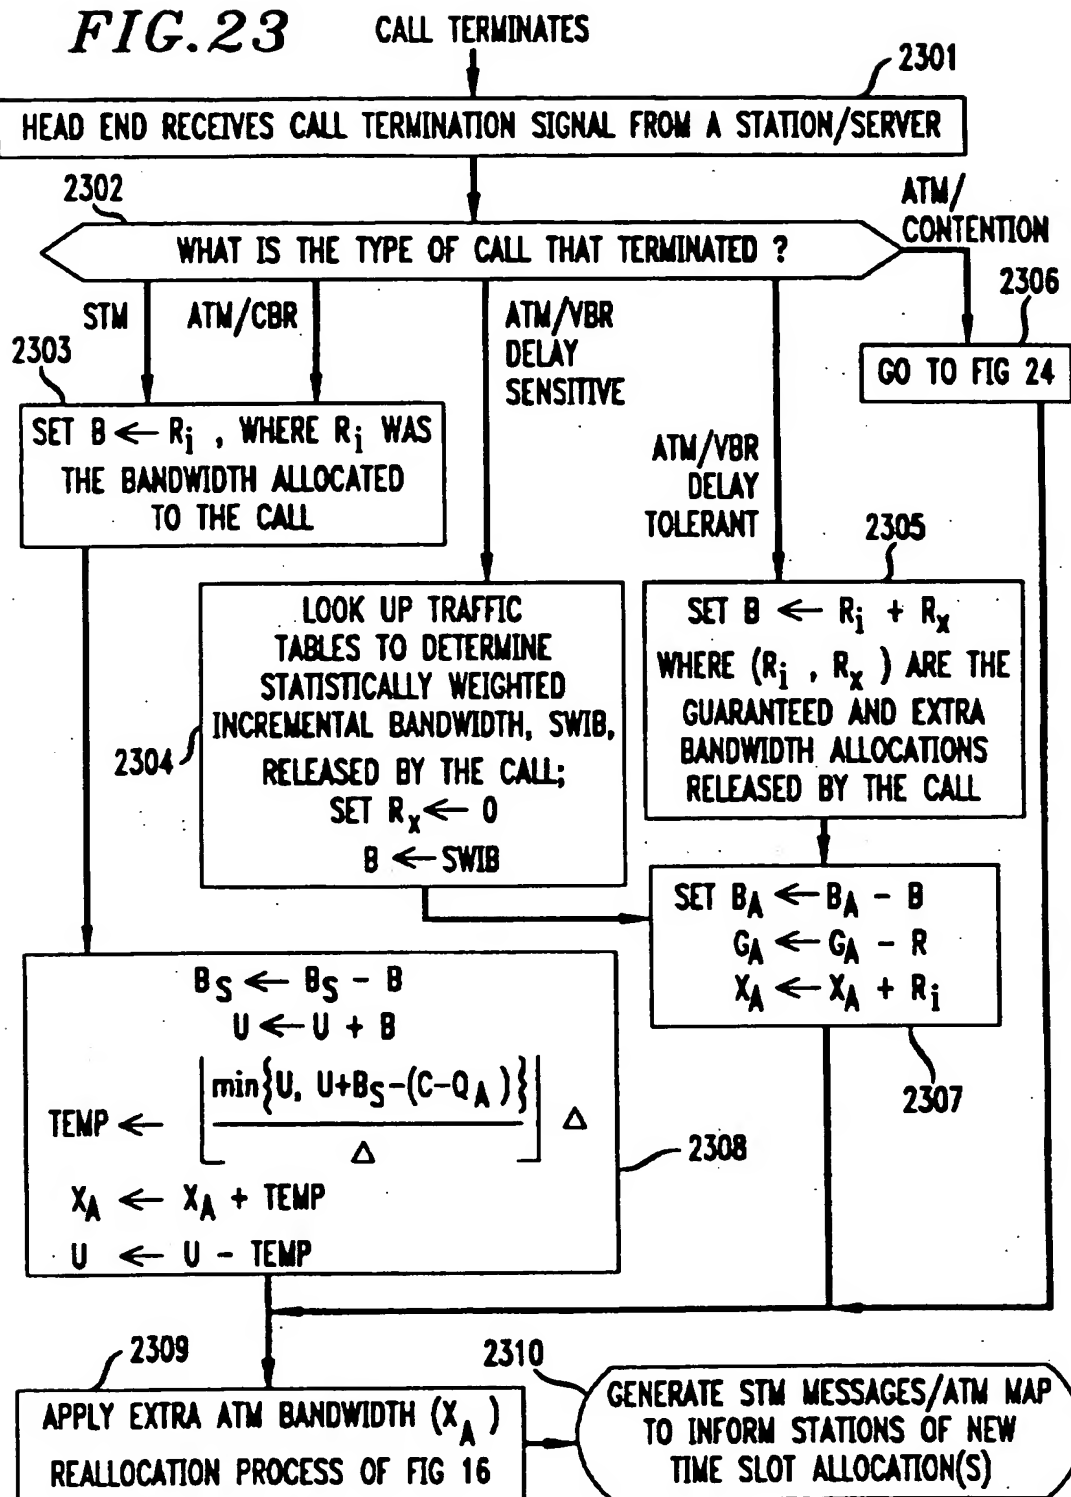 FIG.23
CALL TERMINATES
2301
HEAD END RECEIVES CALL TERMINATION SIGNAL FROM A STATION/SERVER
2302
WHAT IS THE TYPE OF CALL THAT TERMINATED ?
ATM/
CONTENTION
2306
GO TO FIG 24
STM
ATM/CBR
ATM/VBR
DELAY
SENSITIVE
ATM/VBR
DELAY
TOLERANT
2303
SET B ← Ri , WHERE Ri WAS
THE BANDWIDTH ALLOCATED
TO THE CALL
2304
LOOK UP TRAFFIC
TABLES TO DETERMINE
STATISTICALLY WEIGHTED
INCREMENTAL BANDWIDTH, SWIB,
RELEASED BY THE CALL;
SET Rx ← 0
B ← SWIB
2305
SET B ← Ri + Rx
WHERE (Ri , Rx ) ARE THE
GUARANTEED AND EXTRA
BANDWIDTH ALLOCATIONS
RELEASED BY THE CALL
SET BA ← BA - B
GA ← GA - R
XA ← XA + Ri
2307
BS ← BS - B
U ← U + B
TEMP ← ⌊min{U, U+BS-(C-QA)}/Δ⌋ Δ
XA ← XA + TEMP
U ← U - TEMP
2308
2309
APPLY EXTRA ATM BANDWIDTH (XA)
REALLOCATION PROCESS OF FIG 16
2310
GENERATE STM MESSAGES/ATM MAP
TO INFORM STATIONS OF NEW
TIME SLOT ALLOCATION(S)